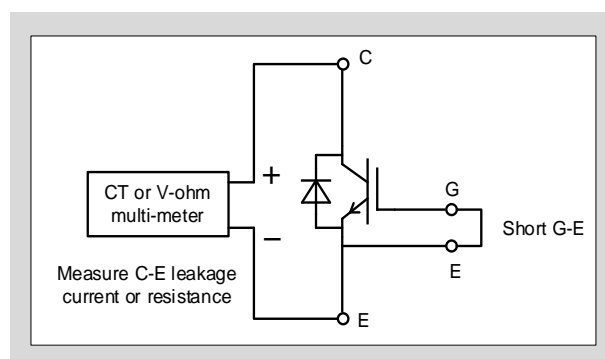 C
+
CT or V-ohm
multi-meter
G
Short G-E
−
E
Measure C-E leakage
current or resistance
E